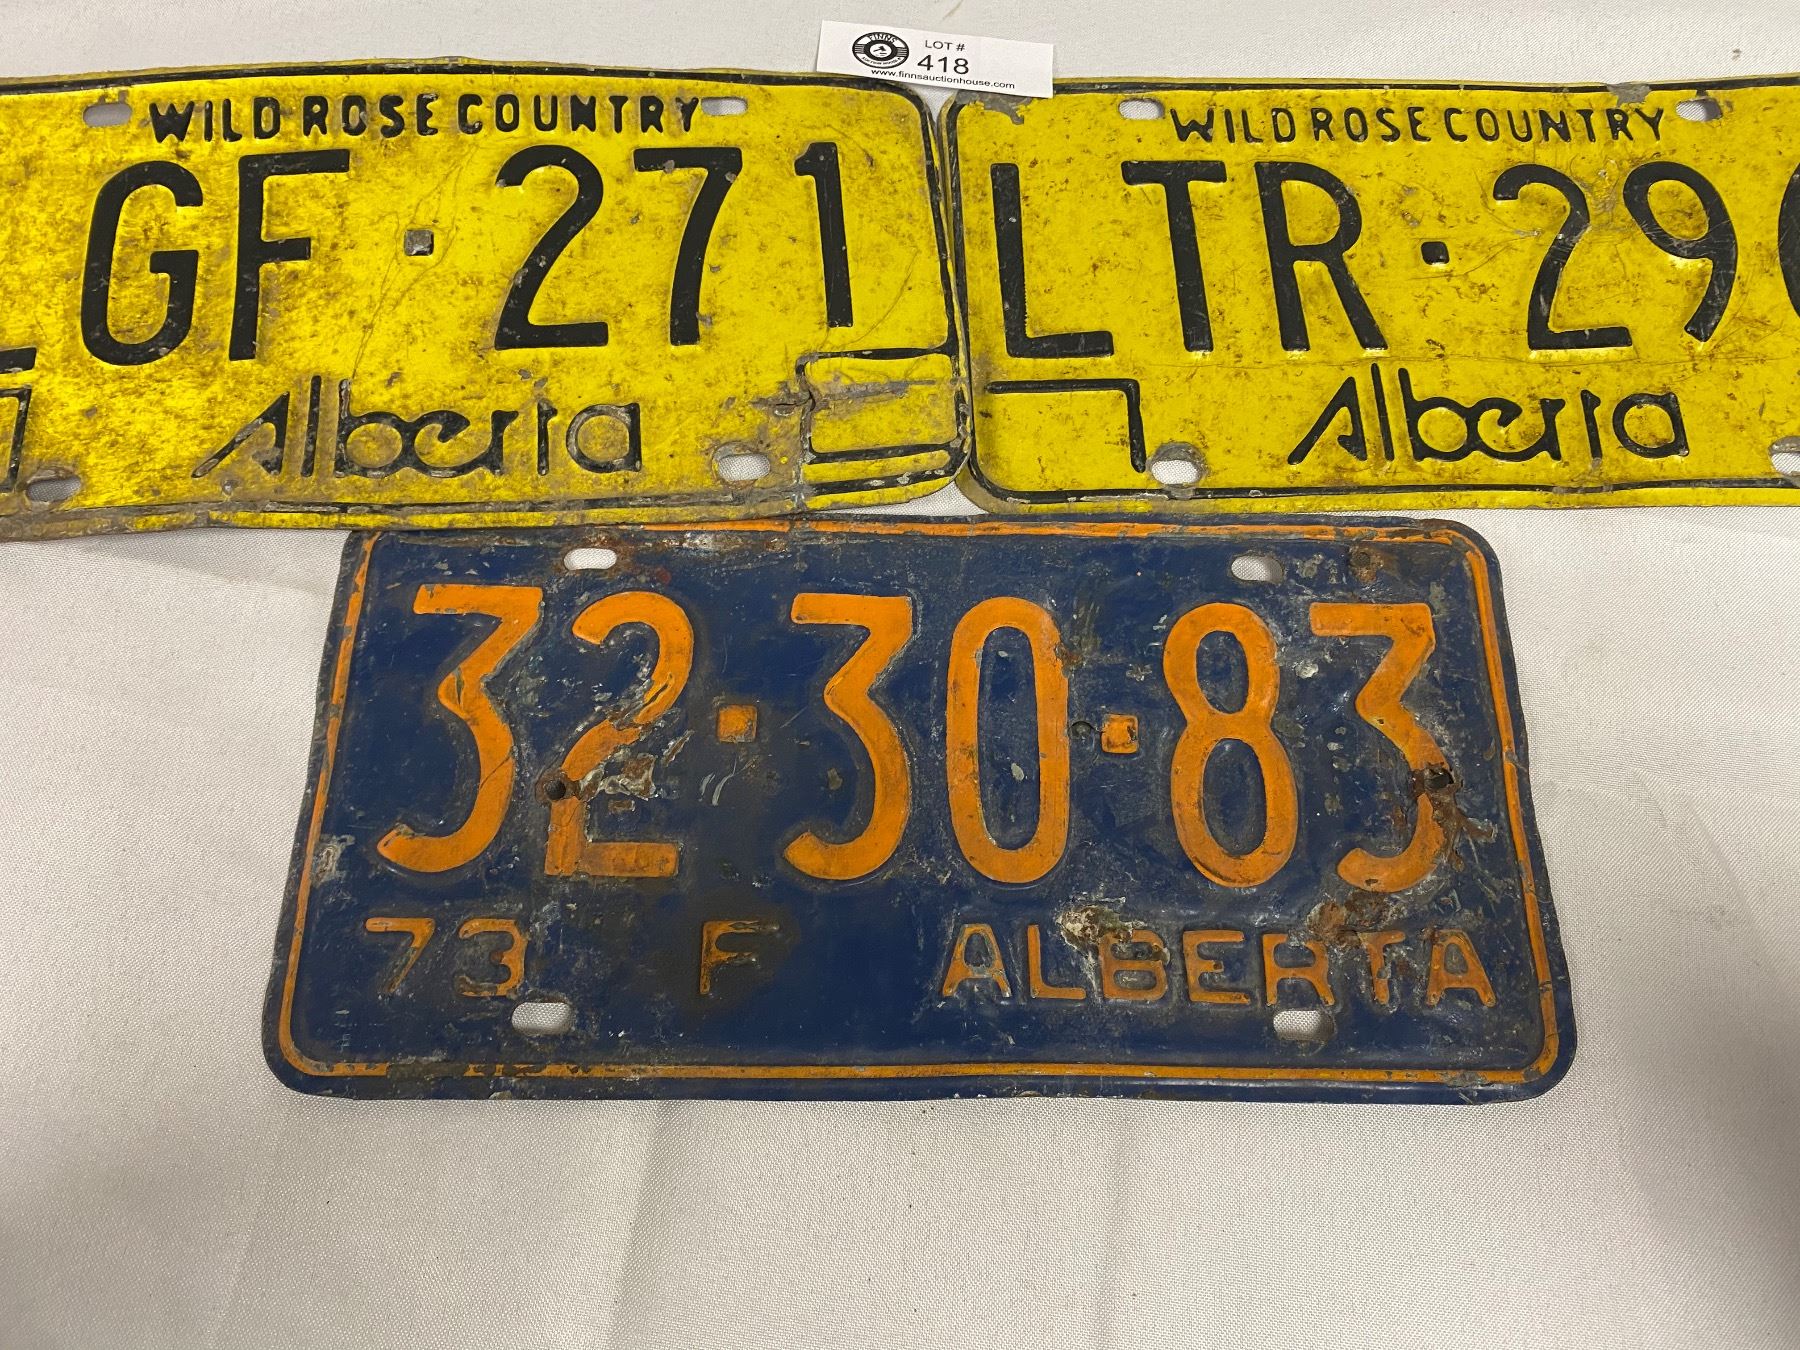 FINNS
LOT #
418
www.finnsauctionhouse.com
WILD ROSE COUNTRY
GF·271
Alberta
WILD ROSE COUNTRY
LTR·29
Alberta
32·30·83
73 F ALBERTA